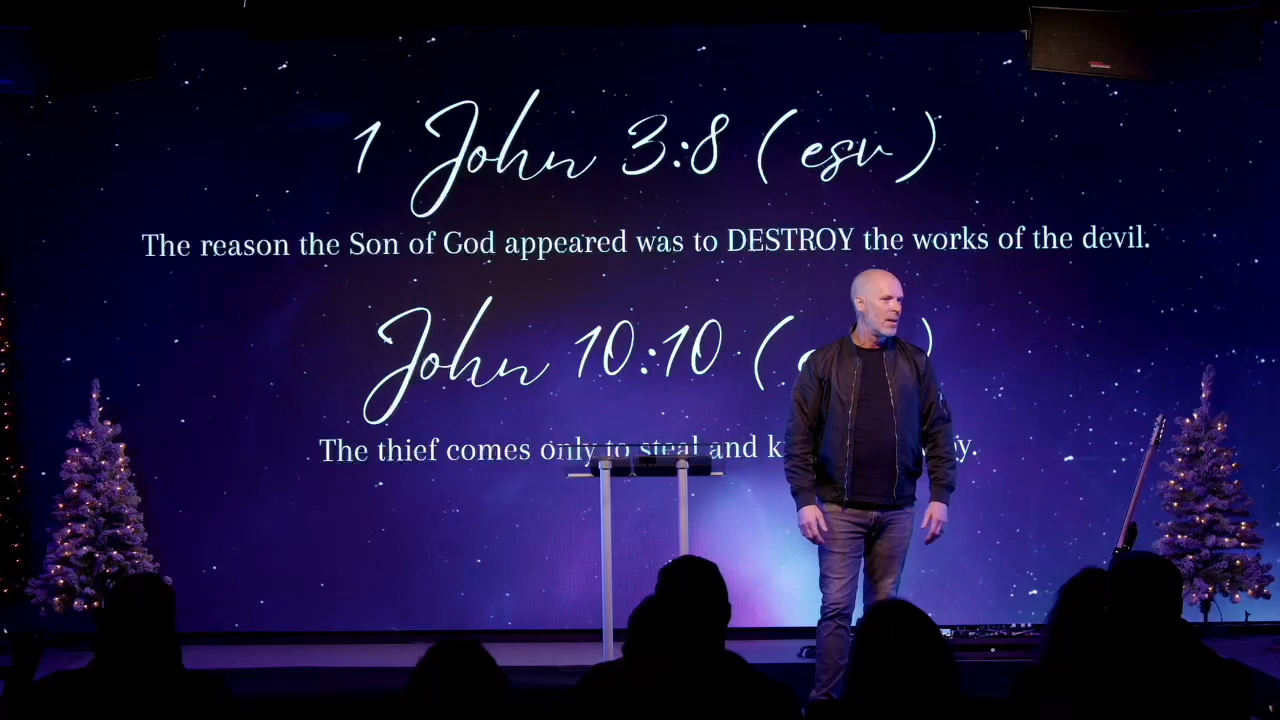 1 John 3:8 (esv)
The reason the Son of God appeared was to DESTROY the works of the devil.
John 10:10 (
The thief comes only to steal and